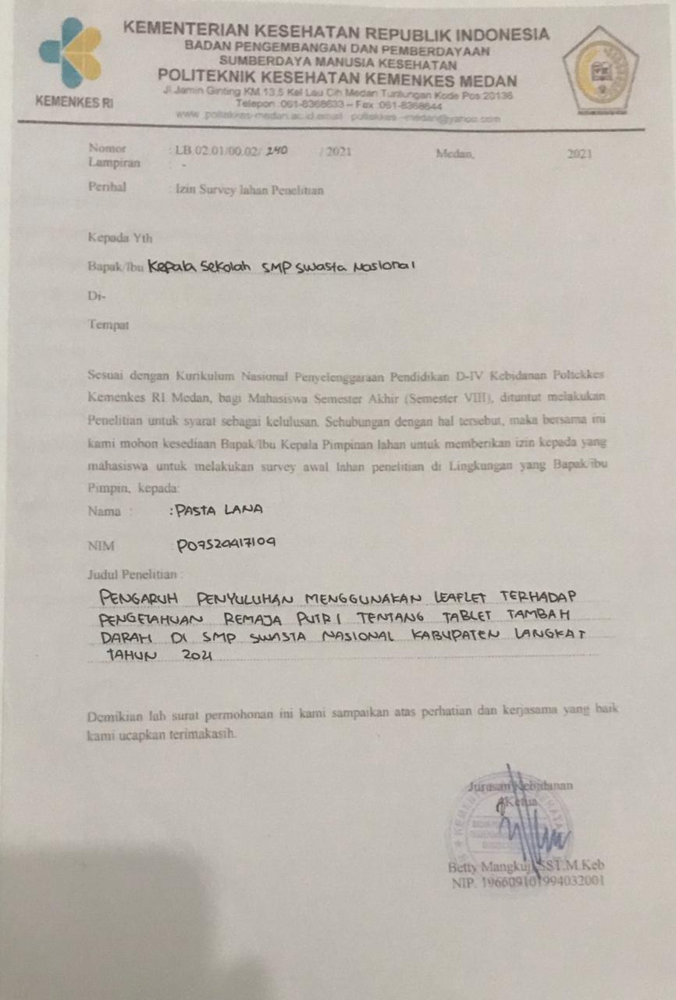 KEMENTERIAN KESEHATAN REPUBLIK INDONESIA
BADAN PENGEMBANGAN DAN PEMBERDAYAAN
SUMBERDAYA MANUSIA KESEHATAN
POLITEKNIK KESEHATAN KEMENKES MEDAN
Jl.Jamin Ginting KM 13,5 Kel Lau Cih Medan Tuntungan Kode Pos 20136
Telepon :061-8368633 – Fax :061-8368644
www.poltekkes-medan.ac.id.email poltekkes-medan@yahoo.com
KEMENKES RI
Nomor : LB.02.01/00.02/ 240 / 2021 Medan, 2021
Lampiran : -
Perihal : Izin Survey lahan Penelitian
Kepada Yth
Bapak/Ibu Kepala Sekolah SMP Swasta Nasional
Di-
Tempat
Sesuai dengan Kurikulum Nasional Penyelenggaraan Pendidikan D-IV Kebidanan Poltekkes
Kemenkes RI Medan, bagi Mahasiswa Semester Akhir (Semester VIII), dituntut melakukan
Penelitian untuk syarat sebagai kelulusan. Sehubungan dengan hal tersebut, maka bersama ini
kami mohon kesediaan Bapak/Ibu Kepala Pimpinan lahan untuk memberikan izin kepada yang
mahasiswa untuk melakukan survey awal lahan penelitian di Lingkungan yang Bapak/ibu
Pimpin, kepada:
Nama : : PASTA LANA
NIM : P07524417109
Judul Penelitian :
PENGARUH PENYULUHAN MENGGUNAKAN LEAFLET TERHADAP
PENGETAHUAN REMAJA PUTRI TENTANG TABLET TAMBAH
DARAH DI SMP SWASTA NASIONAL KABUPATEN LANGKAT
TAHUN 2021
Demikian lah surat permohonan ini kami sampaikan atas perhatian dan kerjasama yang baik
kami ucapkan terimakasih.
Jurusan Kebidanan
Ketua
Betty Mangkuji, SST.M.Keb
NIP. 196609101994032001